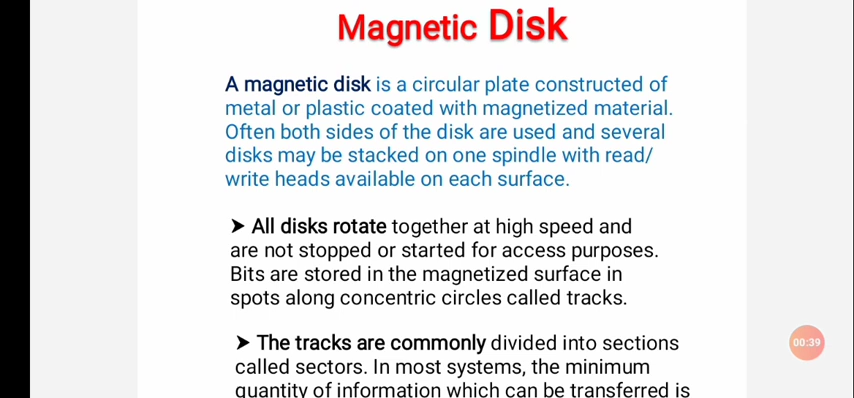 Magnetic Disk
A magnetic disk is a circular plate constructed of
metal or plastic coated with magnetized material.
Often both sides of the disk are used and several
disks may be stacked on one spindle with read/
write heads available on each surface.
➤ All disks rotate together at high speed and
are not stopped or started for access purposes.
Bits are stored in the magnetized surface in
spots along concentric circles called tracks.
➤ The tracks are commonly divided into sections
called sectors. In most systems, the minimum
quantity of information which can be transferred is
00:39